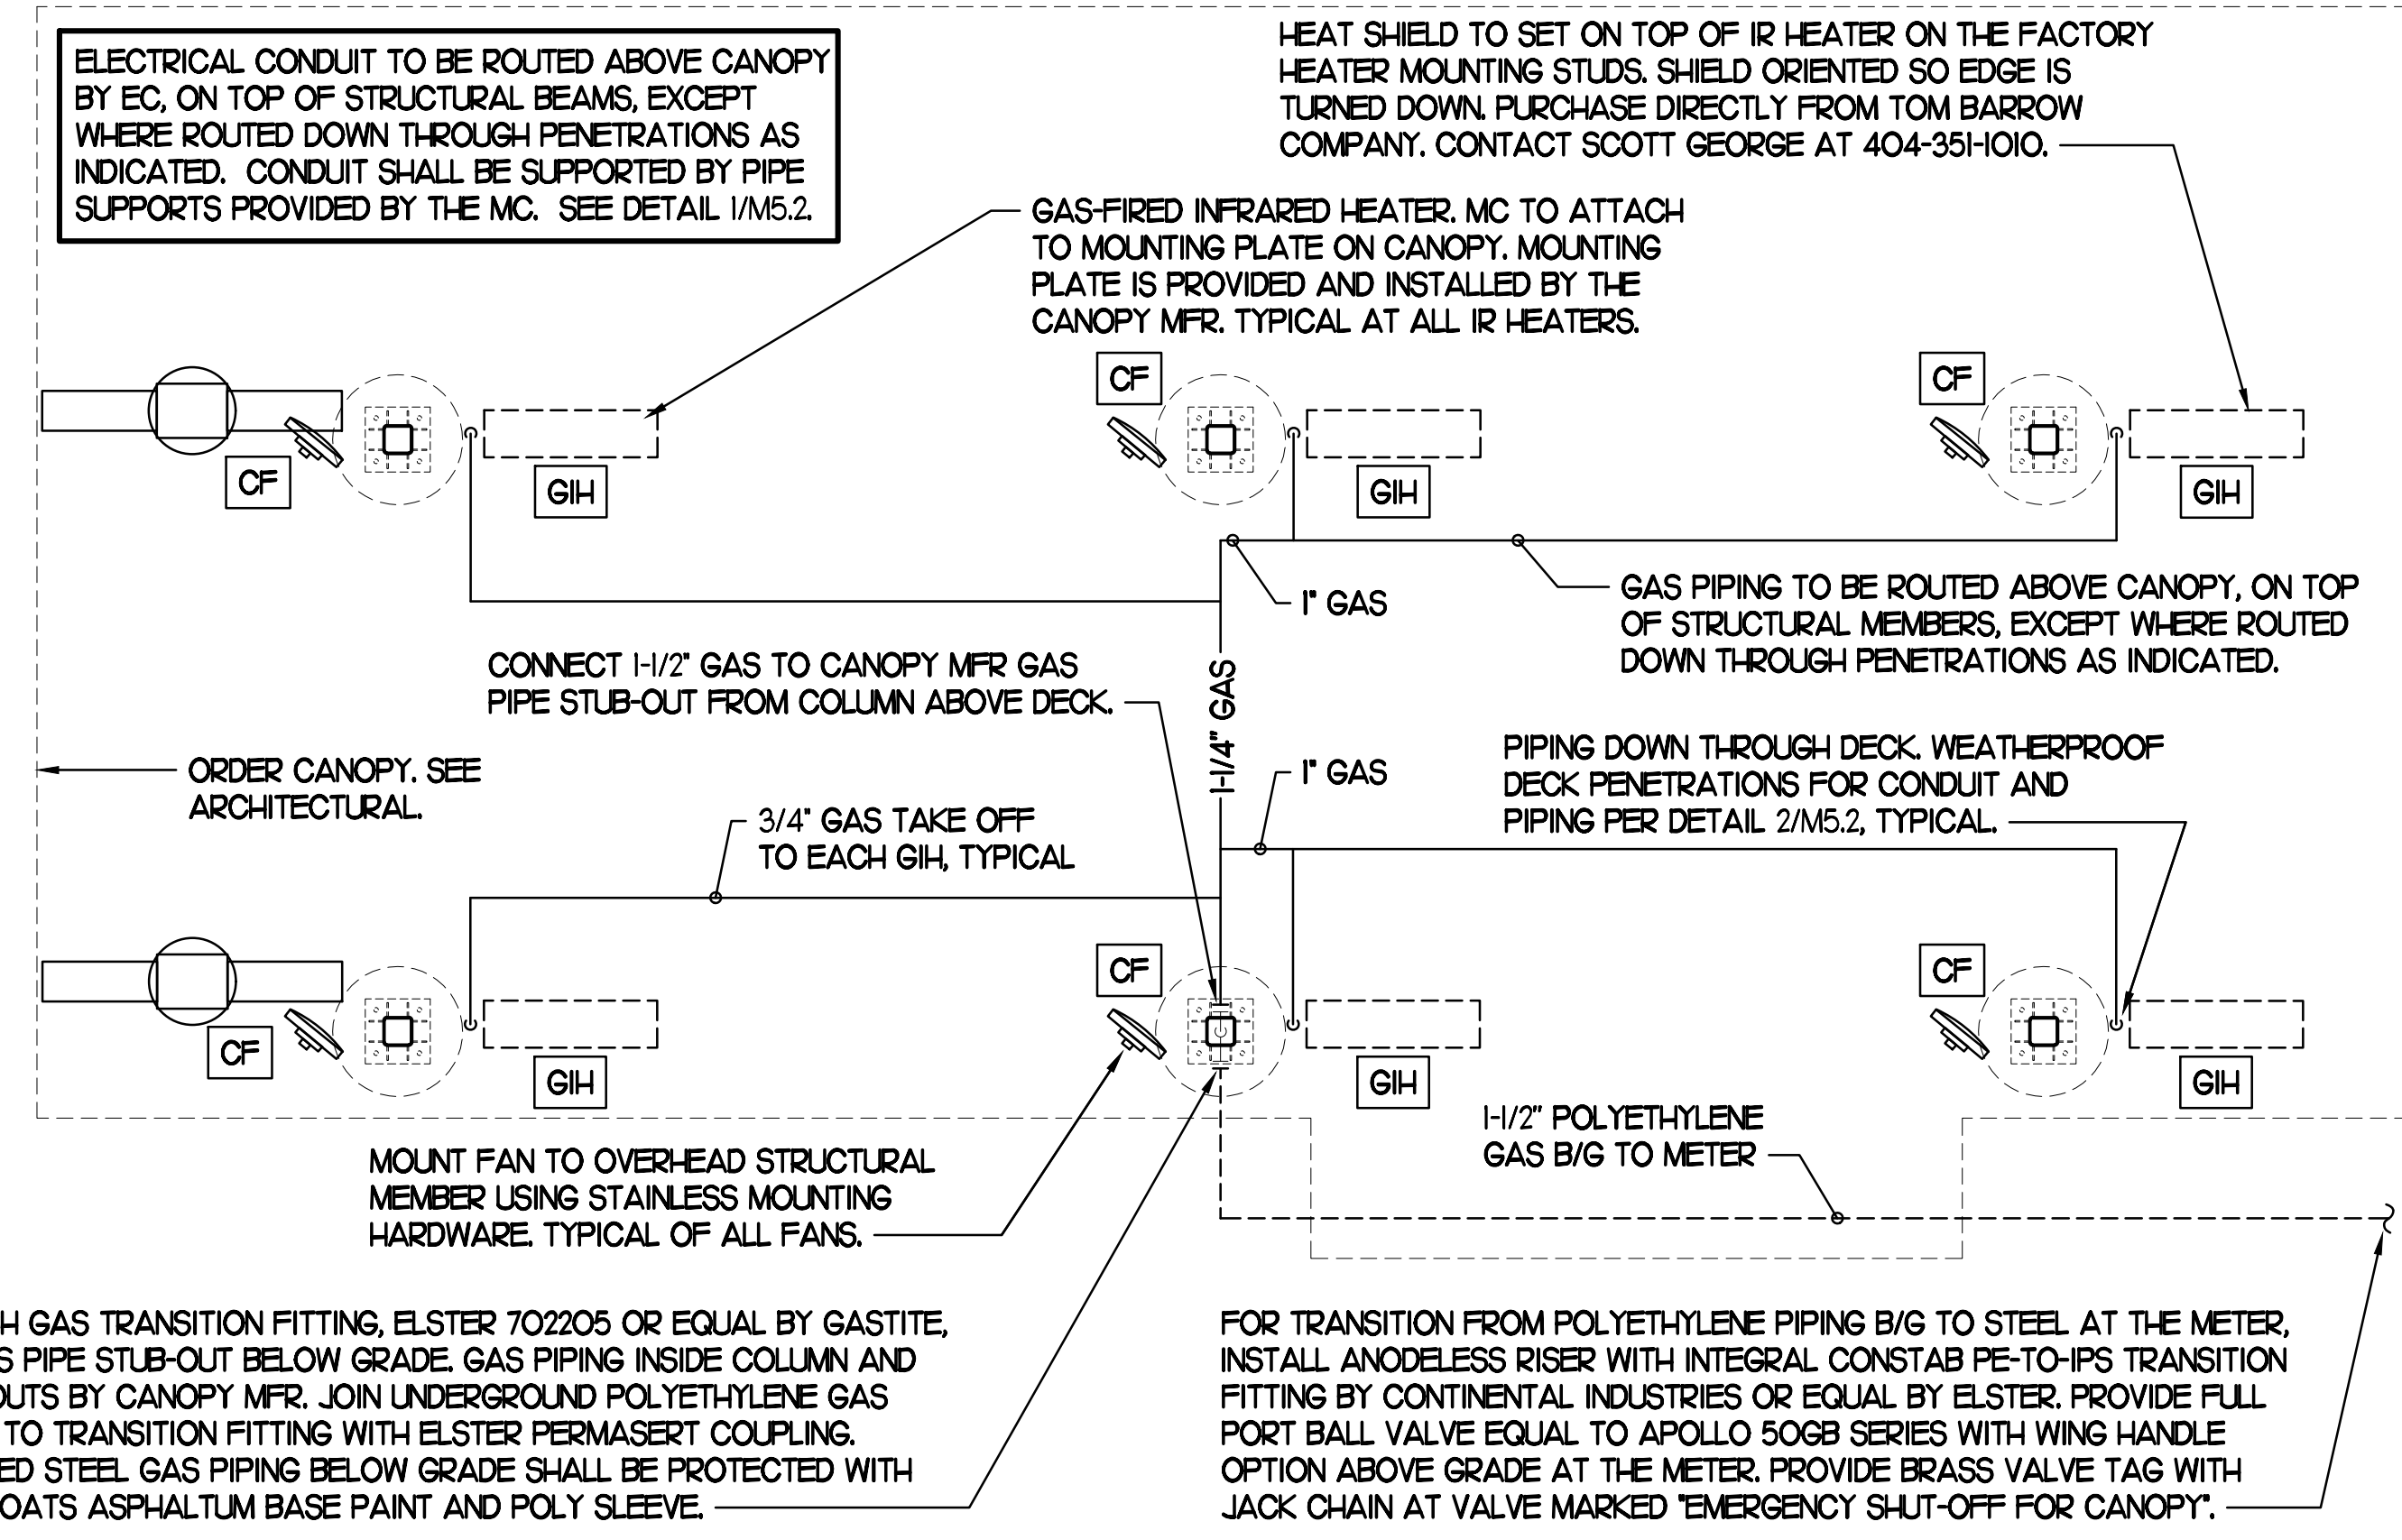 ELECTRICAL CONDUIT TO BE ROUTED ABOVE CANOPY
BY EC, ON TOP OF STRUCTURAL BEAMS, EXCEPT
WHERE ROUTED DOWN THROUGH PENETRATIONS AS
INDICATED. CONDUIT SHALL BE SUPPORTED BY PIPE
SUPPORTS PROVIDED BY THE MC. SEE DETAIL 1/M5.2.
HEAT SHIELD TO SET ON TOP OF IR HEATER ON THE FACTORY
HEATER MOUNTING STUDS. SHIELD ORIENTED SO EDGE IS
TURNED DOWN. PURCHASE DIRECTLY FROM TOM BARROW
COMPANY. CONTACT SCOTT GEORGE AT 404-351-1010.
GAS-FIRED INFRARED HEATER. MC TO ATTACH
TO MOUNTING PLATE ON CANOPY. MOUNTING
PLATE IS PROVIDED AND INSTALLED BY THE
CANOPY MFR. TYPICAL AT ALL IR HEATERS.
CF
CF
CF
GIH
GIH
GIH
1" GAS
GAS PIPING TO BE ROUTED ABOVE CANOPY, ON TOP
OF STRUCTURAL MEMBERS, EXCEPT WHERE ROUTED
DOWN THROUGH PENETRATIONS AS INDICATED.
CONNECT 1-1/2" GAS TO CANOPY MFR GAS
PIPE STUB-OUT FROM COLUMN ABOVE DECK.
1-1/4" GAS
ORDER CANOPY. SEE
ARCHITECTURAL.
1" GAS
PIPING DOWN THROUGH DECK. WEATHERPROOF
DECK PENETRATIONS FOR CONDUIT AND
PIPING PER DETAIL 2/M5.2, TYPICAL.
3/4" GAS TAKE OFF
TO EACH GIH, TYPICAL
CF
CF
CF
GIH
GIH
GIH
1-1/2" POLYETHYLENE
GAS B/G TO METER
MOUNT FAN TO OVERHEAD STRUCTURAL
MEMBER USING STAINLESS MOUNTING
HARDWARE. TYPICAL OF ALL FANS.
H GAS TRANSITION FITTING, ELSTER 702205 OR EQUAL BY GASTITE,
S PIPE STUB-OUT BELOW GRADE. GAS PIPING INSIDE COLUMN AND
OUTS BY CANOPY MFR. JOIN UNDERGROUND POLYETHYLENE GAS
TO TRANSITION FITTING WITH ELSTER PERMASERT COUPLING.
ED STEEL GAS PIPING BELOW GRADE SHALL BE PROTECTED WITH
OATS ASPHALTUM BASE PAINT AND POLY SLEEVE.
FOR TRANSITION FROM POLYETHYLENE PIPING B/G TO STEEL AT THE METER,
INSTALL ANODELESS RISER WITH INTEGRAL CONSTAB PE-TO-IPS TRANSITION
FITTING BY CONTINENTAL INDUSTRIES OR EQUAL BY ELSTER. PROVIDE FULL
PORT BALL VALVE EQUAL TO APOLLO 50GB SERIES WITH WING HANDLE
OPTION ABOVE GRADE AT THE METER. PROVIDE BRASS VALVE TAG WITH
JACK CHAIN AT VALVE MARKED "EMERGENCY SHUT-OFF FOR CANOPY".